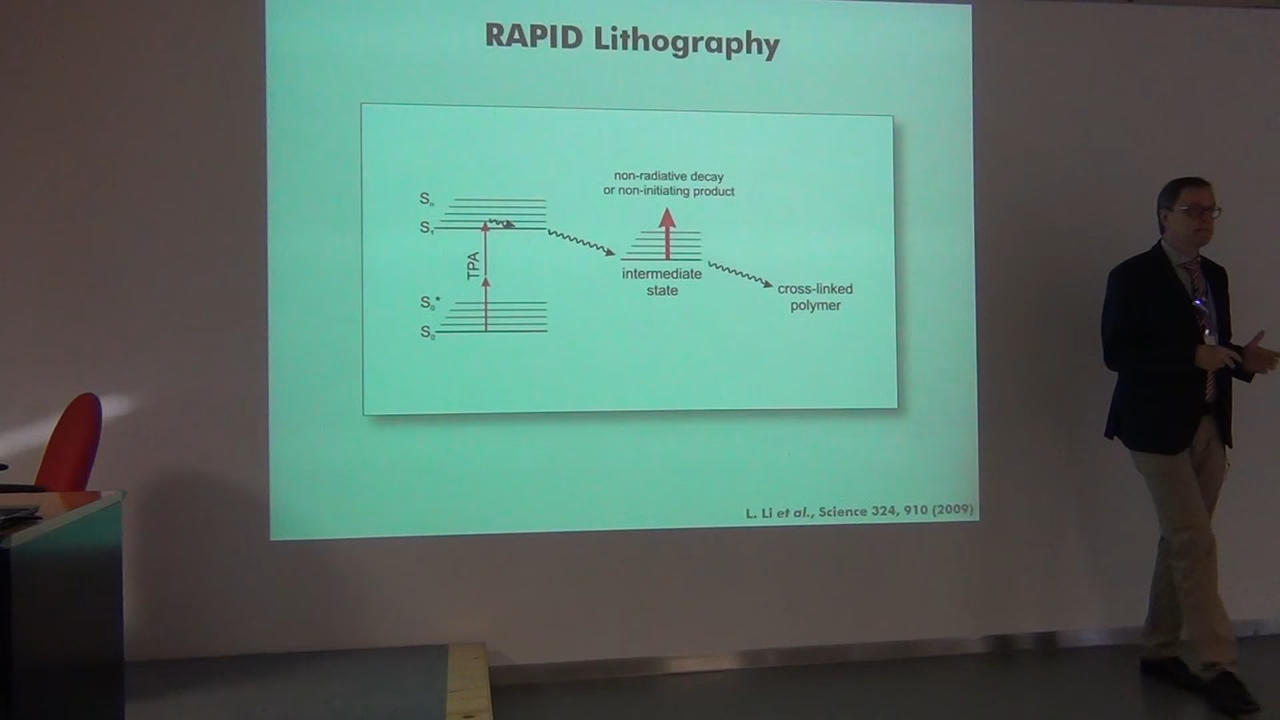 RAPID Lithography
non-radiative decay
or non-initiating product
Sₙ
S₁
TPA
intermediate
state
cross-linked
polymer
S₀*
S₀
L. Li et al., Science 324, 910 (2009)